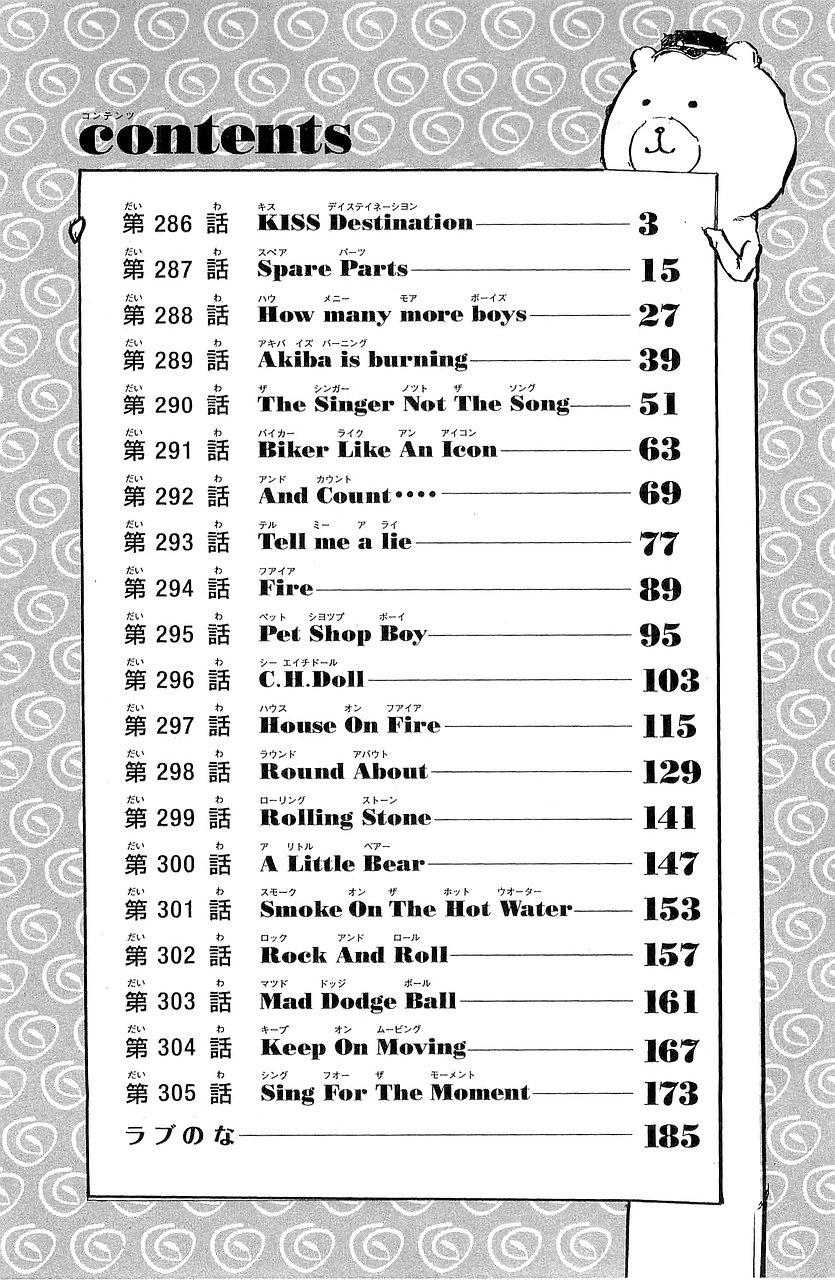 コンテンツ
contents
だい わ キス デイステイネーシヨン
第 286 話 KISS Destination 3
だい わ スペア パーツ
第 287 話 Spare Parts 15
だい わ ハウ メニー モア ボーイズ
第 288 話 How many more boys 27
だい わ アキバ イズ バーニング
第 289 話 Akiba is burning 39
だい わ ザ シンガー ノツト ザ ソング
第 290 話 The Singer Not The Song 51
だい わ バイカー ライク アン アイコン
第 291 話 Biker Like An Icon 63
だい わ アンド カウント
第 292 話 And Count・・・・ 69
だい わ テル ミー ア ライ
第 293 話 Tell me a lie 77
だい わ フアイア
第 294 話 Fire 89
だい わ ペット シヨツプ ボーイ
第 295 話 Pet Shop Boy 95
だい わ シー エイチドール
第 296 話 C.H.Doll 103
だい わ ハウス オン フアイア
第 297 話 House On Fire 115
だい わ ラウンド アバウト
第 298 話 Round About 129
だい わ ローリング ストーン
第 299 話 Rolling Stone 141
だい わ ア リトル ベアー
第 300 話 A Little Bear 147
だい わ スモーク オン ザ ホット ウオーター
第 301 話 Smoke On The Hot Water 153
だい わ ロック アンド ロール
第 302 話 Rock And Roll 157
だい わ マツド ドッジ ボール
第 303 話 Mad Dodge Ball 161
だい わ キープ オン ムービング
第 304 話 Keep On Moving 167
だい わ シング フオー ザ モーメント
第 305 話 Sing For The Moment 173
ラブのな 185